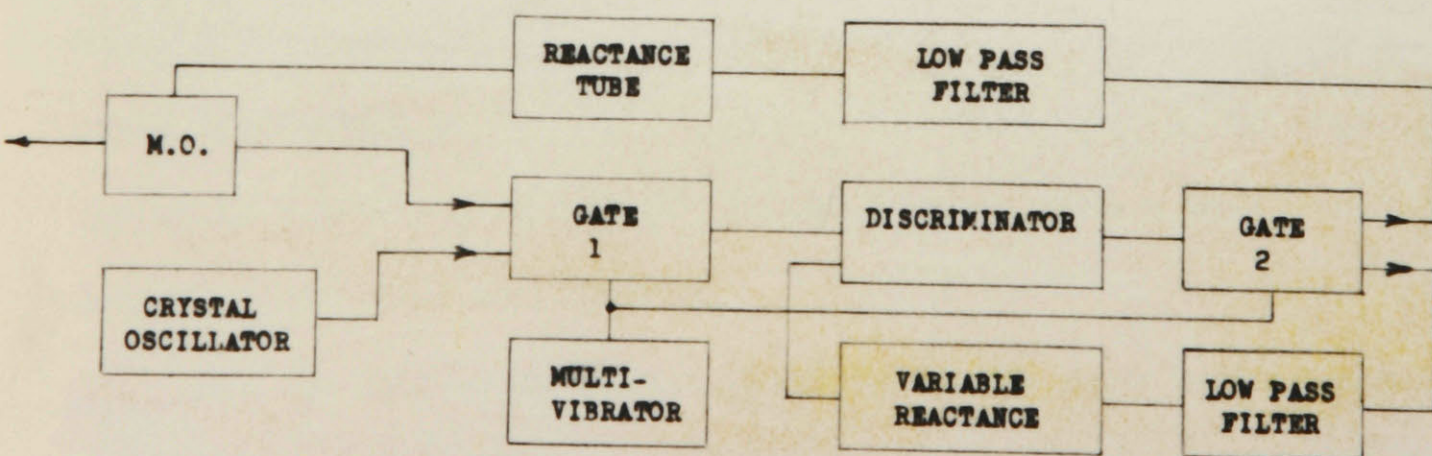 REACTANCE
TUBE
LOW PASS
FILTER
M.O.
GATE
1
DISCRIMINATOR
GATE
2
CRYSTAL
OSCILLATOR
MULTI-
VIBRATOR
VARIABLE
REACTANCE
LOW PASS
FILTER